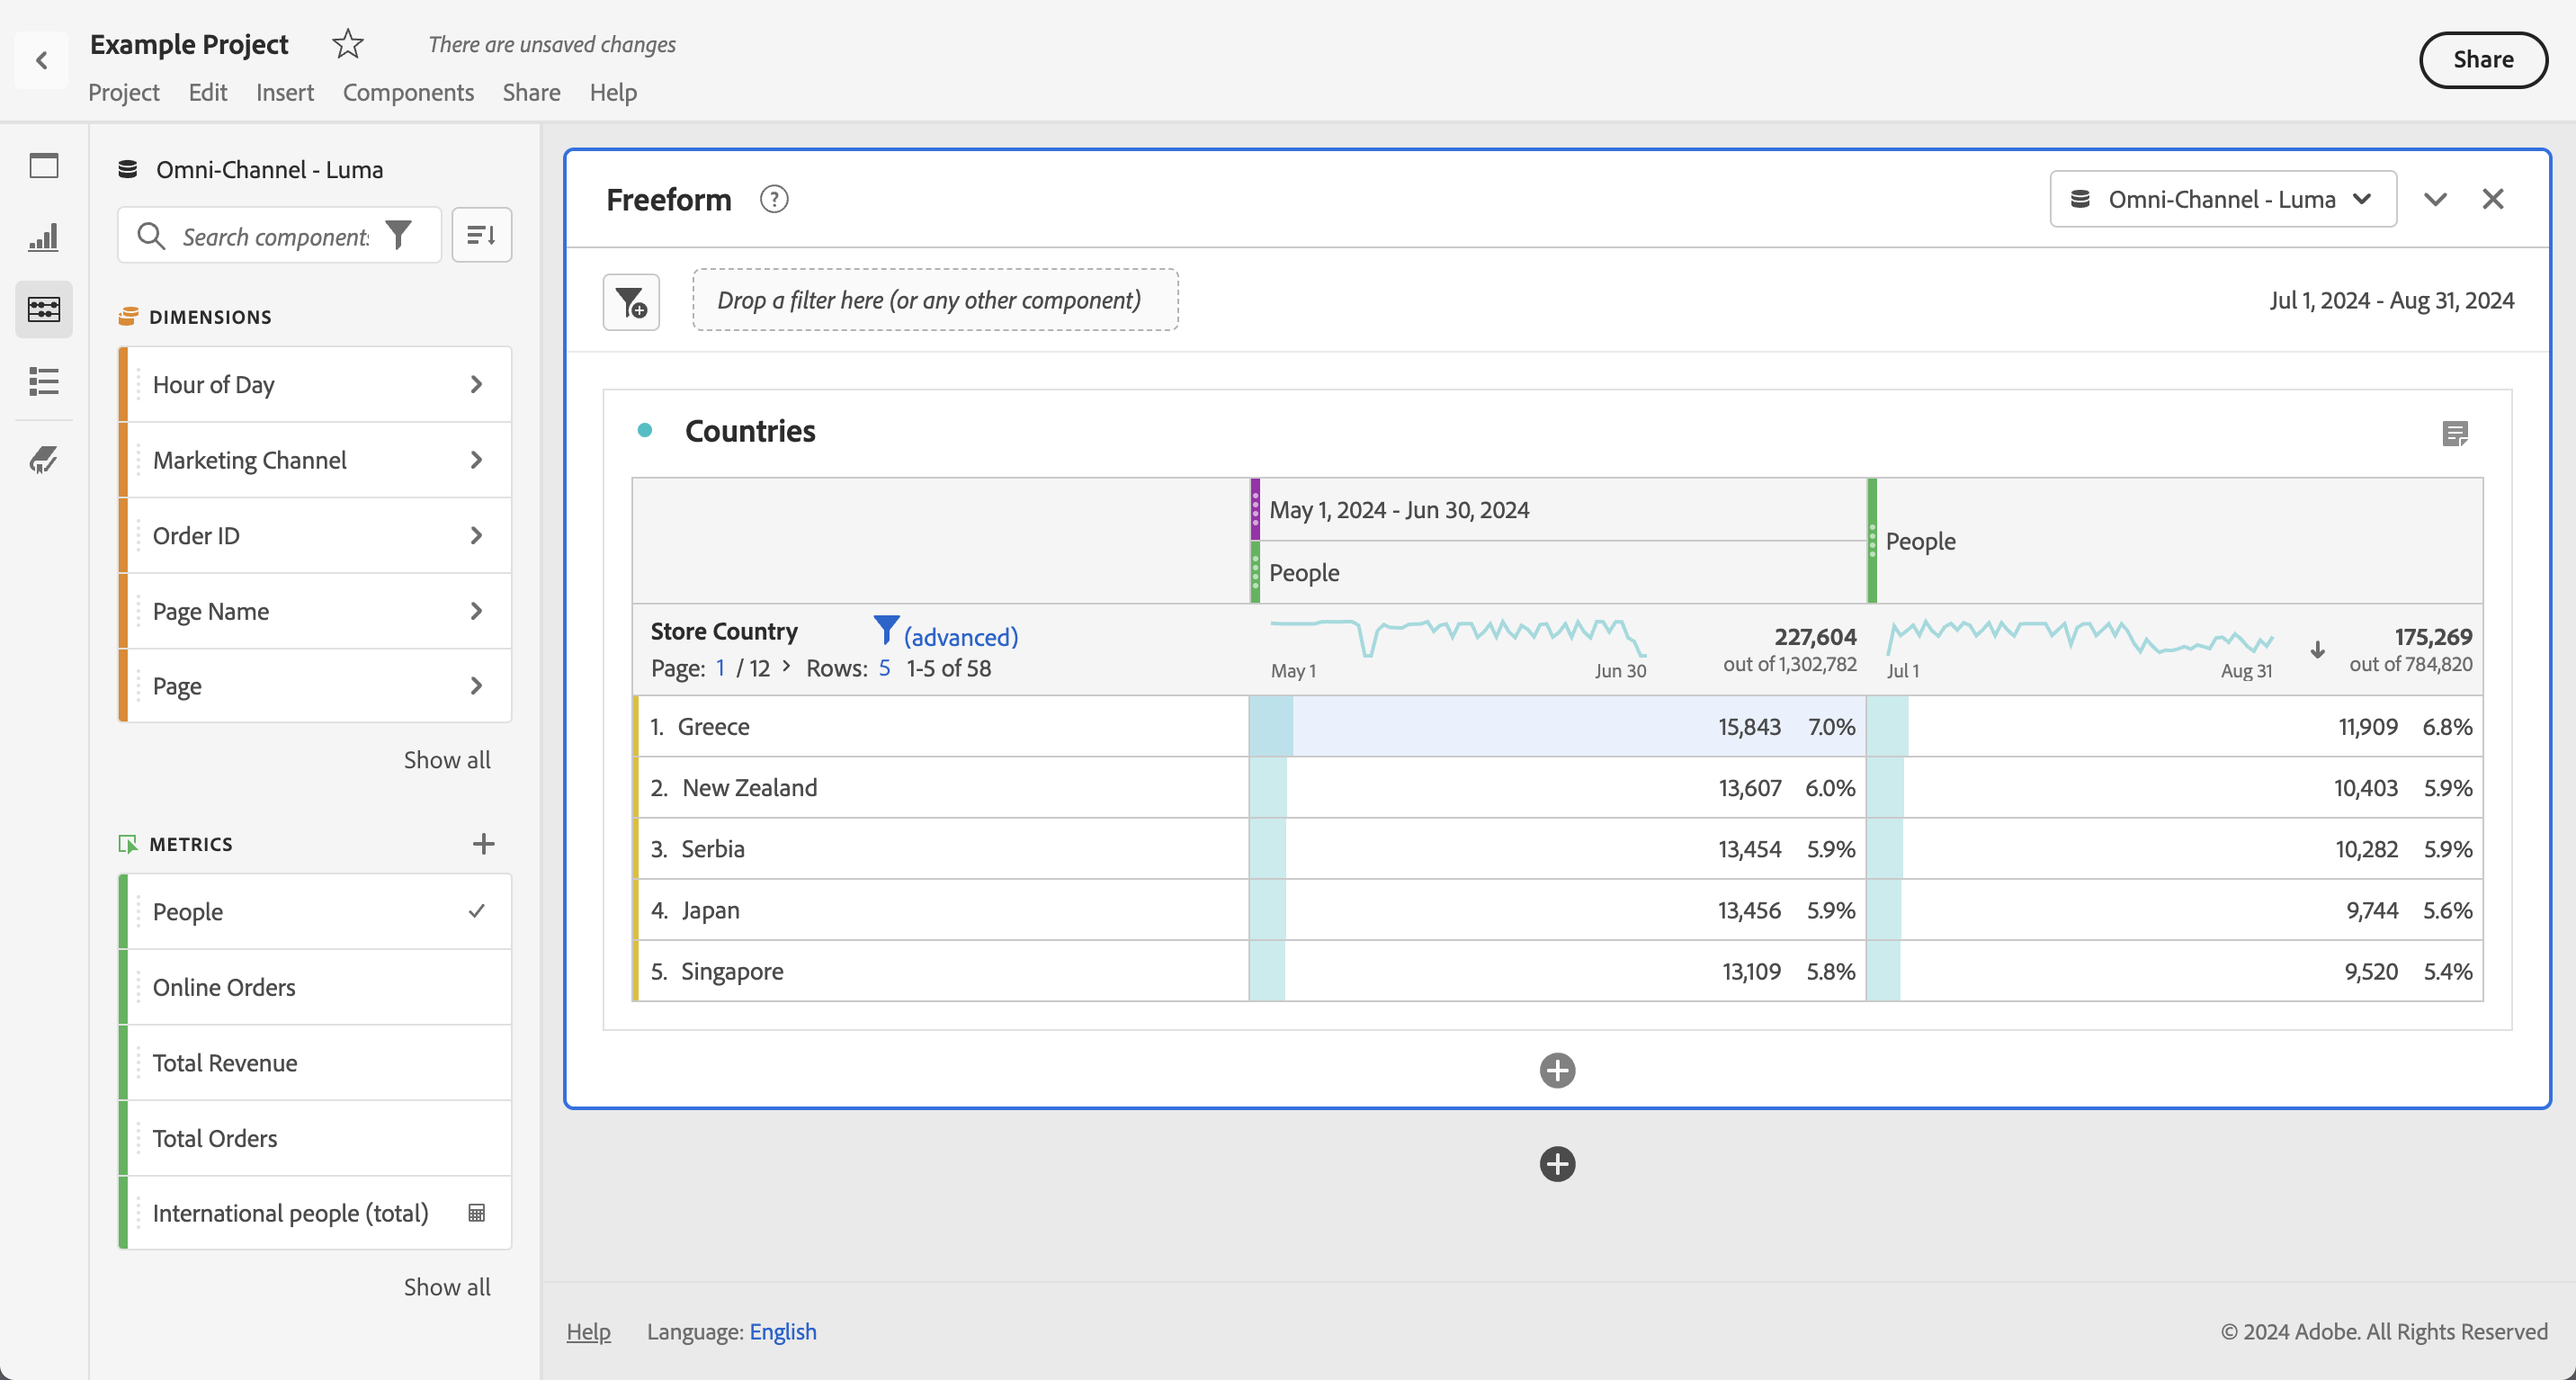 Example Project
There are unsaved changes
Share
Project Edit Insert Components Share Help
Omni-Channel - Luma
Search component
DIMENSIONS
Hour of Day
Marketing Channel
Order ID
Page Name
Page
Show all
METRICS
People
Online Orders
Total Revenue
Total Orders
International people (total)
Show all
Freeform ?
Omni-Channel - Luma
Drop a filter here (or any other component)
Jul 1, 2024 - Aug 31, 2024
Countries
May 1, 2024 - Jun 30, 2024
People
People
Store Country (advanced)
Page: 1 / 12 > Rows: 5 1-5 of 58
May 1 Jun 30
227,604
out of 1,302,782
Jul 1 Aug 31
175,269
out of 784,820
1. Greece 15,843 7.0% 11,909 6.8%
2. New Zealand 13,607 6.0% 10,403 5.9%
3. Serbia 13,454 5.9% 10,282 5.9%
4. Japan 13,456 5.9% 9,744 5.6%
5. Singapore 13,109 5.8% 9,520 5.4%
Help Language: English
© 2024 Adobe. All Rights Reserved